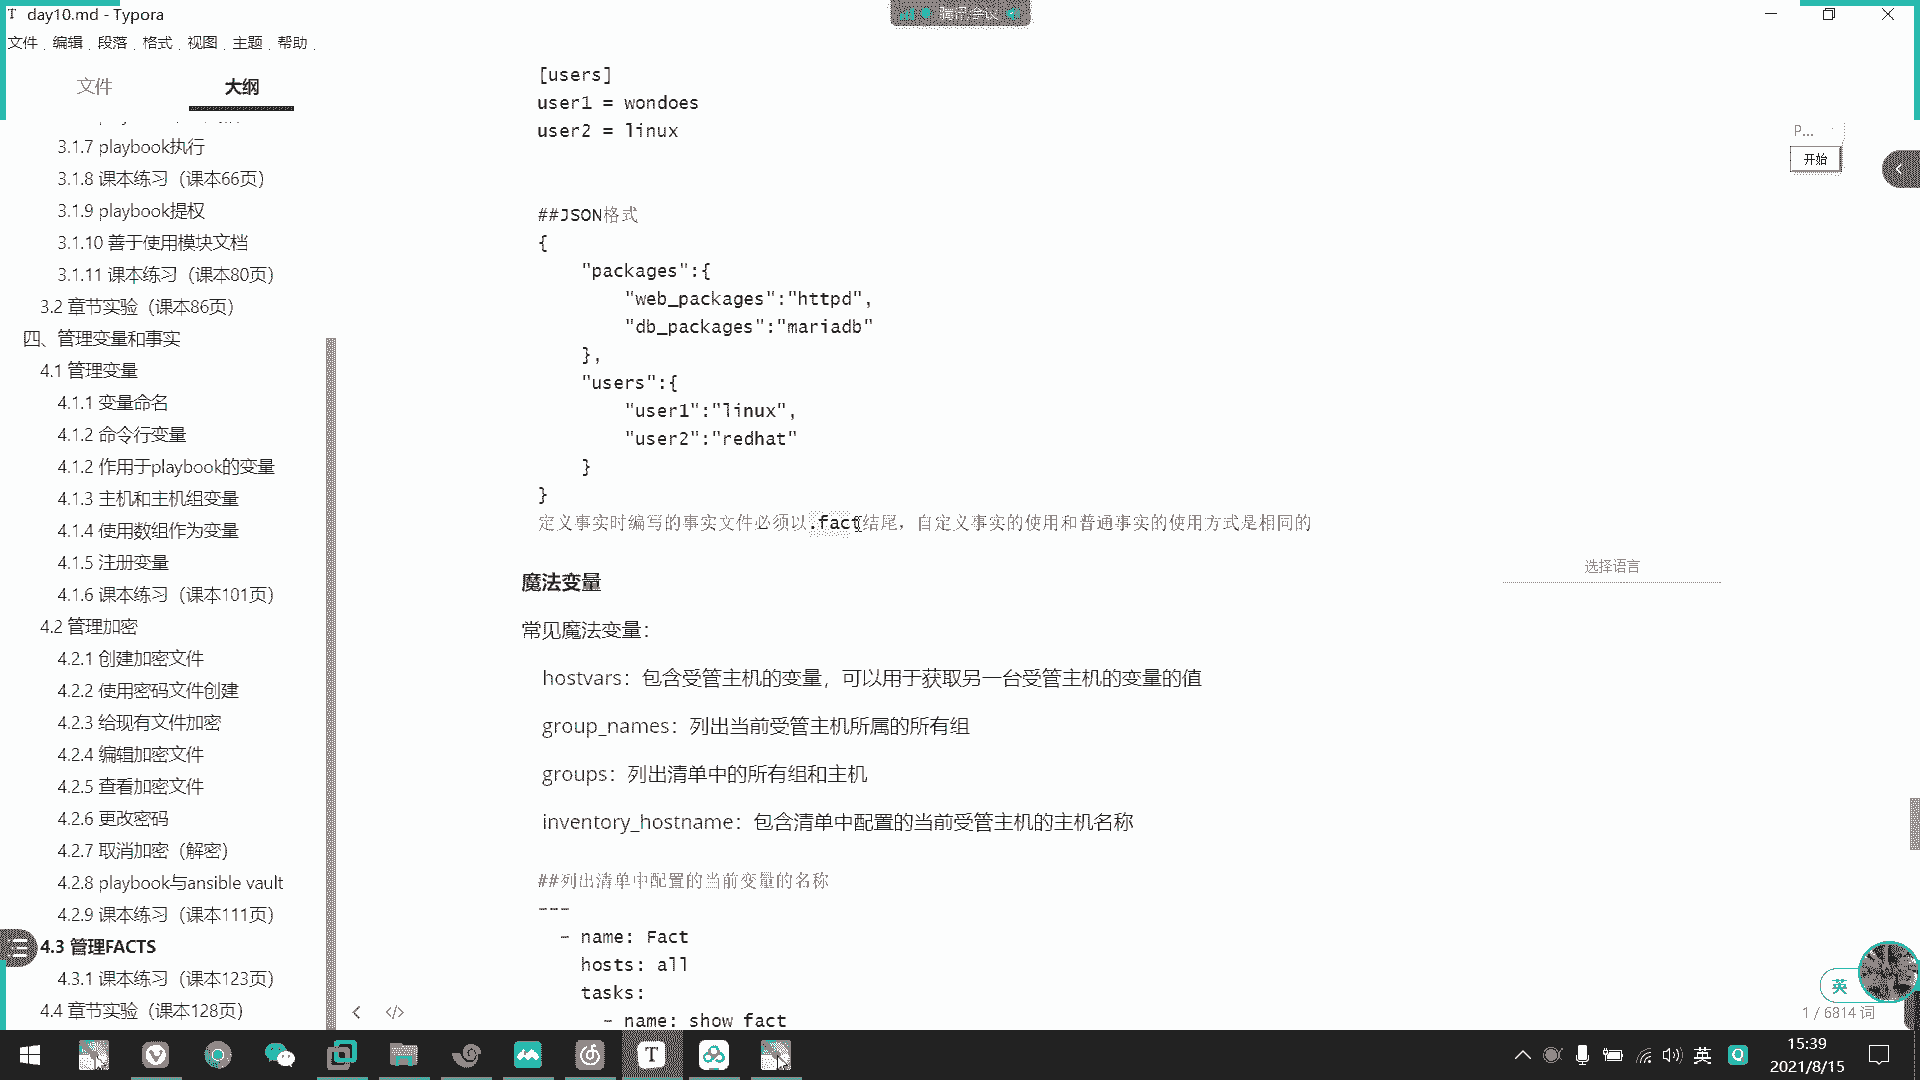 day10.md - Typora
腾讯会议
文件 编辑 段落 格式 视图 主题 帮助
文件 大纲
3.1.7 playbook执行
3.1.8 课本练习（课本66页）
3.1.9 playbook提权
3.1.10 善于使用模块文档
3.1.11 课本练习（课本80页）
3.2 章节实验（课本86页）
四、管理变量和事实
4.1 管理变量
4.1.1 变量命名
4.1.2 命令行变量
4.1.2 作用于playbook的变量
4.1.3 主机和主机组变量
4.1.4 使用数组作为变量
4.1.5 注册变量
4.1.6 课本练习（课本101页）
4.2 管理加密
4.2.1 创建加密文件
4.2.2 使用密码文件创建
4.2.3 给现有文件加密
4.2.4 编辑加密文件
4.2.5 查看加密文件
4.2.6 更改密码
4.2.7 取消加密（解密）
4.2.8 playbook与ansible vault
4.2.9 课本练习（课本111页）
4.3 管理FACTS
4.3.1 课本练习（课本123页）
4.4 章节实验（课本128页）
[users]
user1 = wondoes
user2 = linux
##JSON格式
{
"packages":{
"web_packages":"httpd",
"db_packages":"mariadb"
},
"users":{
"user1":"linux",
"user2":"redhat"
}
}
定义事实时编写的事实文件必须以.fact结尾，自定义事实的使用和普通事实的使用方式是相同的
选择语言
魔法变量
常见魔法变量：
hostvars：包含受管主机的变量，可以用于获取另一台受管主机的变量的值
group_names：列出当前受管主机所属的所有组
groups：列出清单中的所有组和主机
inventory_hostname：包含清单中配置的当前受管主机的主机名称
##列出清单中配置的当前变量的名称
---
- name: Fact
hosts: all
tasks:
- name: show fact
P...
开始
英
1 / 6814 词
英
15:39
2021/8/15